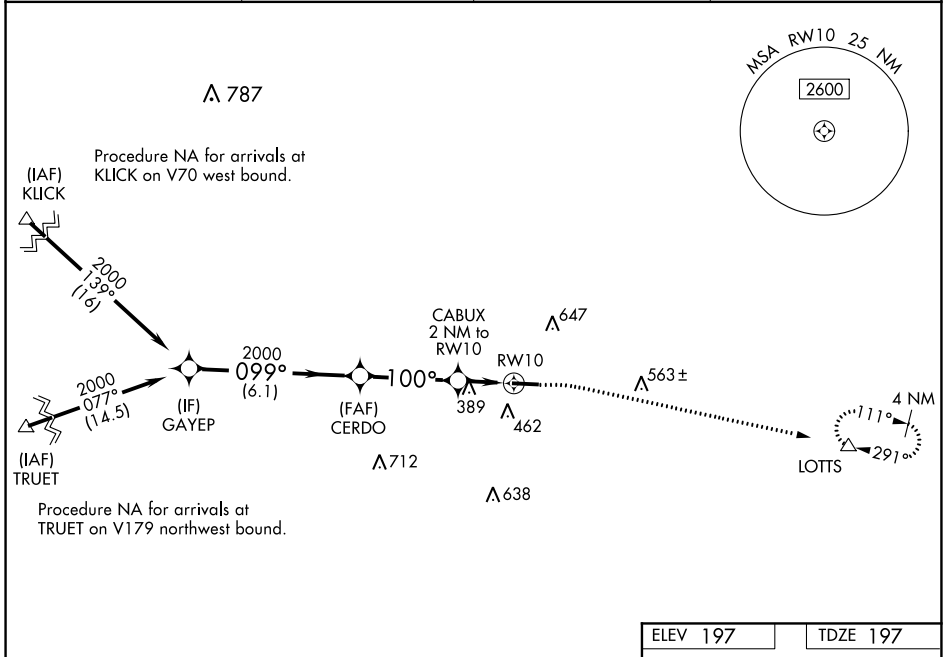 MSA RW10 25 NM
2600
787
Procedure NA for arrivals at
KLICK on V70 west bound.
(IAF)
KLICK
2000
139°
(16)
CABUX
2 NM to
RW10
647
RW10
2000
099°
(6.1)
100°
563±
4 NM
2000
077°
(14.5)
(IF)
GAYEP
(FAF)
CERDO
389
462
111°
291°
LOTTS
(IAF)
TRUET
712
638
Procedure NA for arrivals at
TRUET on V179 northwest bound.
ELEV 197
TDZE 197